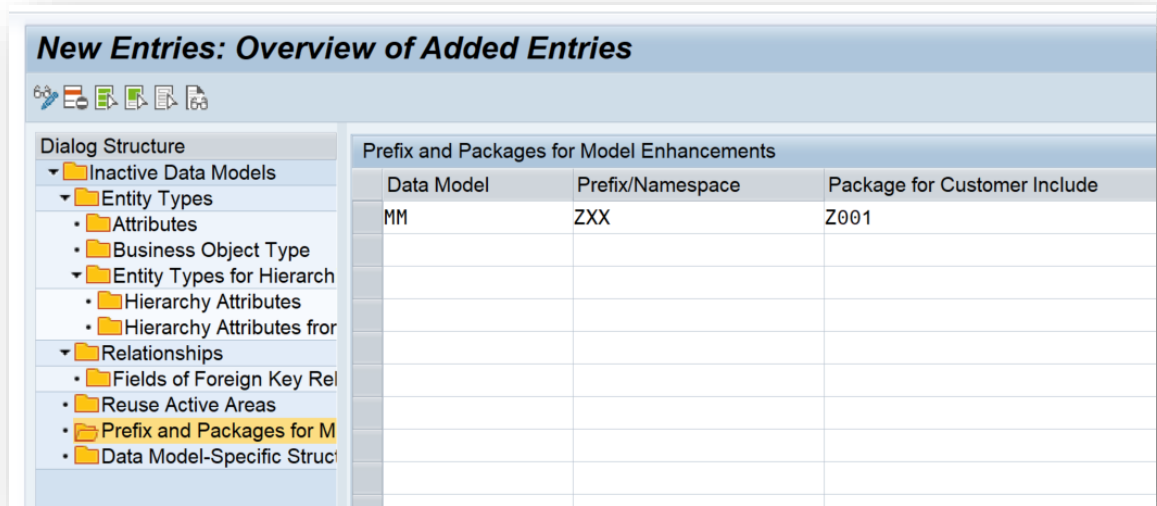 New Entries: Overview of Added Entries
Dialog Structure
Inactive Data Models
Entity Types
Attributes
Business Object Type
Entity Types for Hierarch
Hierarchy Attributes
Hierarchy Attributes fror
Relationships
Fields of Foreign Key Rel
Reuse Active Areas
Prefix and Packages for M
Data Model-Specific Struct
Prefix and Packages for Model Enhancements
Data Model Prefix/Namespace Package for Customer Include
MM ZXX Z001